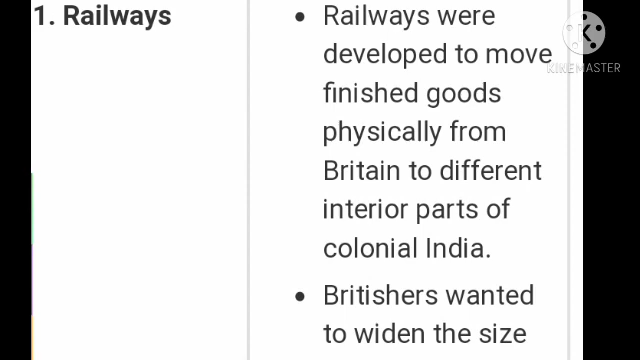 1. Railways
• Railways were
developed to move
finished goods
physically from
Britain to different
interior parts of
colonial India.
• Britishers wanted
to widen the size
K
KINEMASTER